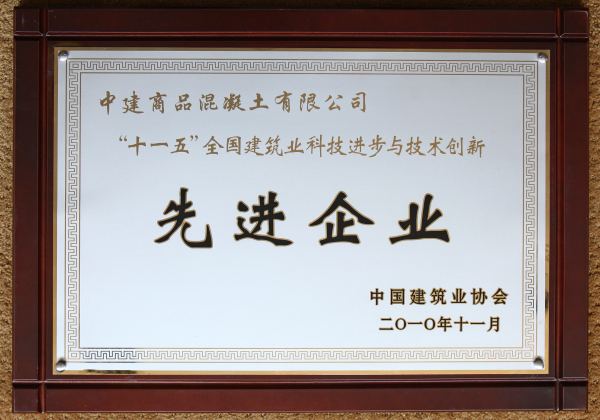 中建商品混凝土有限公司
“十一五”全国建筑业科技进步与技术创新
先进企业
中国建筑业协会
二〇一〇年十一月